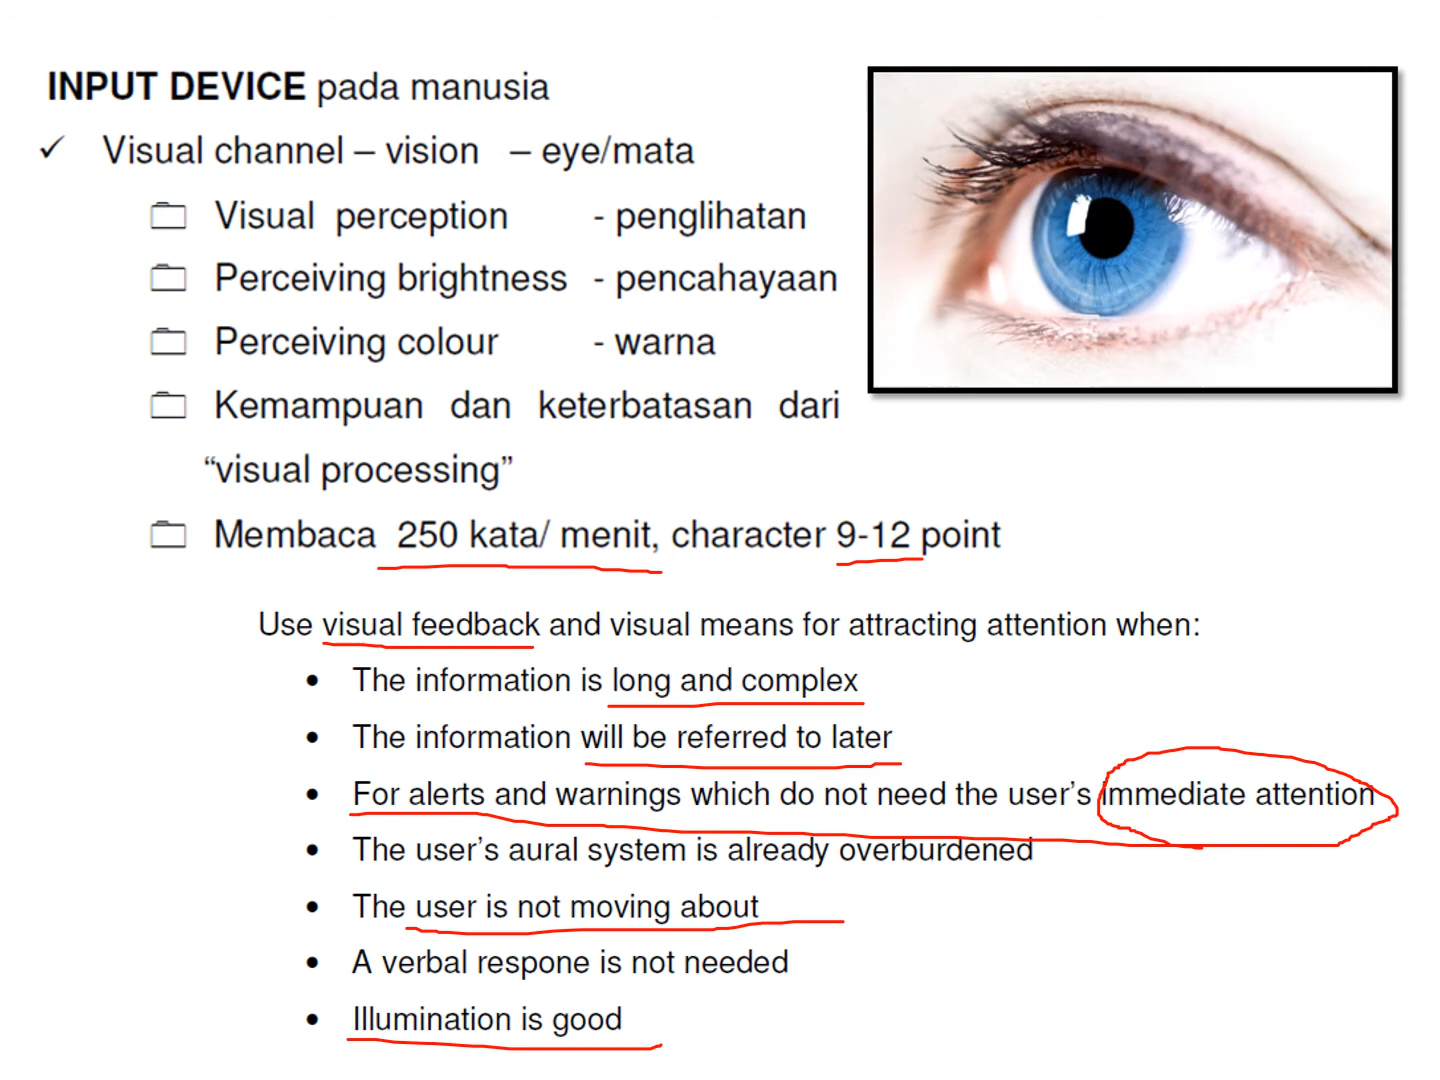 INPUT DEVICE pada manusia
✓ Visual channel – vision – eye/mata
Visual perception - penglihatan
Perceiving brightness - pencahayaan
Perceiving colour - warna
Kemampuan dan keterbatasan dari
“visual processing”
Membaca 250 kata/ menit, character 9-12 point
Use visual feedback and visual means for attracting attention when:
• The information is long and complex
• The information will be referred to later
• For alerts and warnings which do not need the user’s immediate attention
• The user’s aural system is already overburdened
• The user is not moving about
• A verbal respone is not needed
• Illumination is good